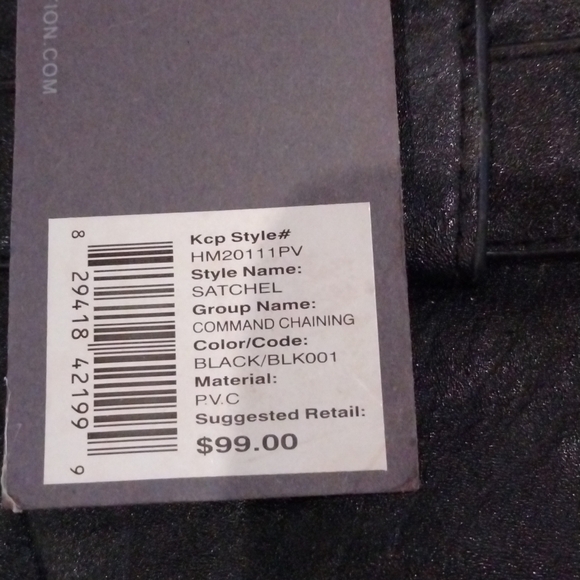 ION.COM
8 29418 42199 9
Kcp Style#
HM20111PV
Style Name:
SATCHEL
Group Name:
COMMAND CHAINING
Color/Code:
BLACK/BLK001
Material:
P.V.C
Suggested Retail:
$99.00